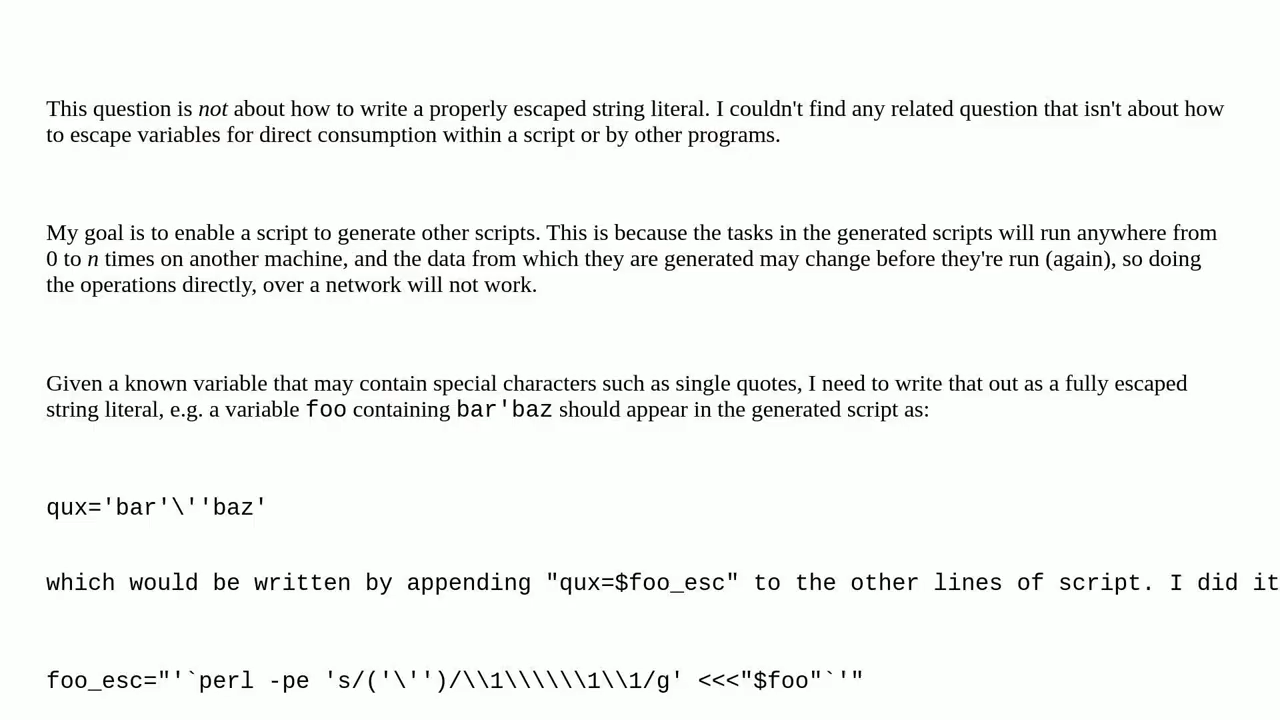 This question is not about how to write a properly escaped string literal. I couldn't find any related question that isn't about how
to escape variables for direct consumption within a script or by other programs.
My goal is to enable a script to generate other scripts. This is because the tasks in the generated scripts will run anywhere from
0 to n times on another machine, and the data from which they are generated may change before they're run (again), so doing
the operations directly, over a network will not work.
Given a known variable that may contain special characters such as single quotes, I need to write that out as a fully escaped
string literal, e.g. a variable foo containing bar'baz should appear in the generated script as:
qux='bar'\''baz'
which would be written by appending "qux=$foo_esc" to the other lines of script. I did it
foo_esc="'`perl -pe 's/('\'')/\\1\\\\\\1\\1/g' <<<"$foo"`'"